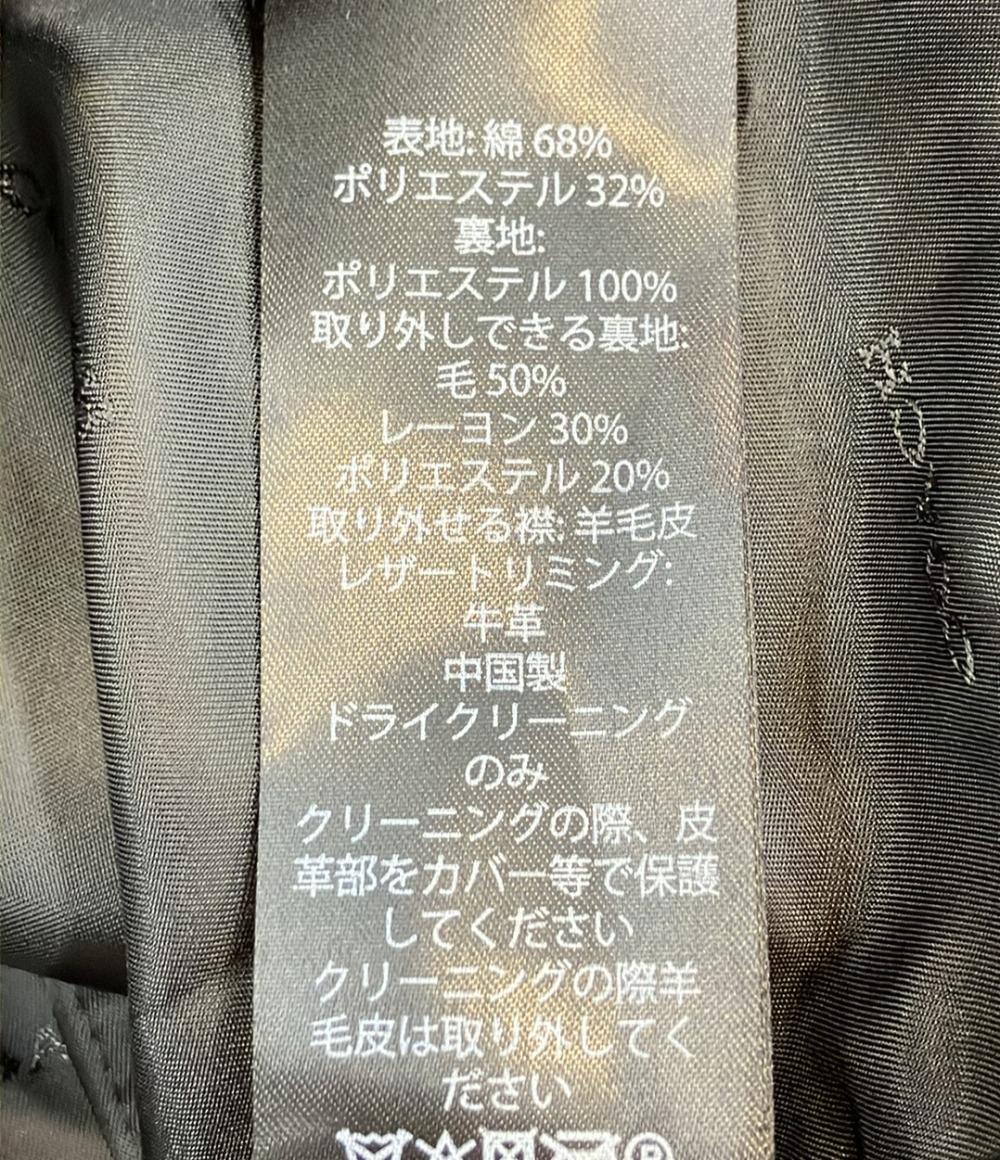 表地: 綿 68%
ポリエステル 32%
裏地:
ポリエステル 100%
取り外しできる裏地:
毛 50%
レーヨン 30%
ポリエステル 20%
取り外せる襟: 羊毛皮
レザートリミング:
牛革
中国製
ドライクリーニング
のみ
クリーニングの際、皮
革部をカバー等で保護
してください
クリーニングの際羊
毛皮は取り外してく
ださい